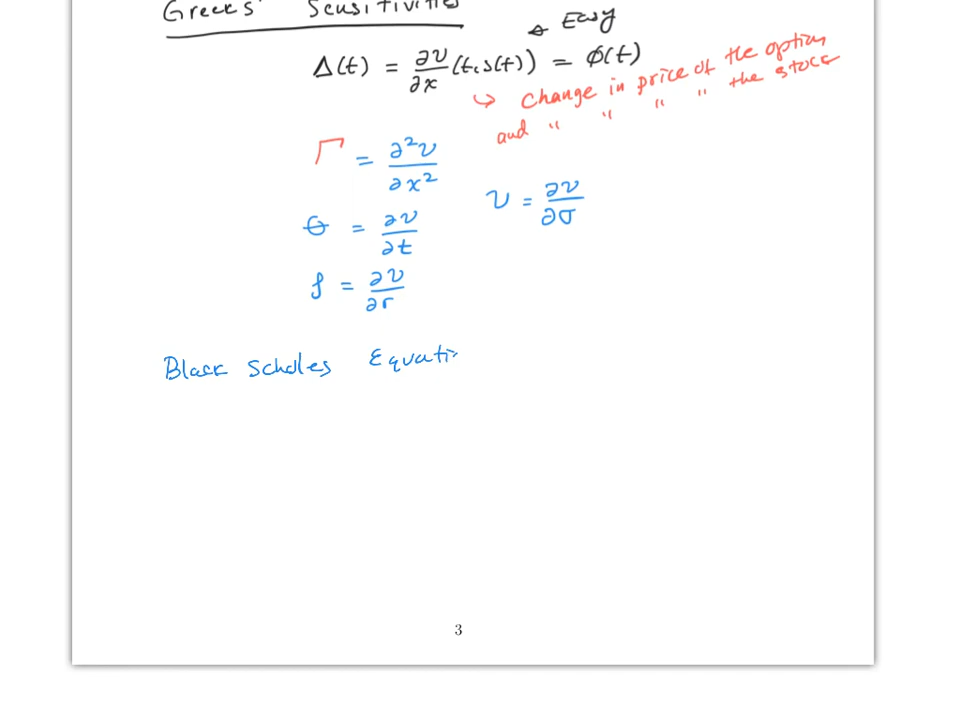 Greeks' Sensitivities
← Easy
Δ(t) = ∂v/∂x (t, S(t)) = φ(t)
↳ Change in price of the option
and " " " " the stock
Γ = ∂²v/∂x²
ν = ∂v/∂σ
Θ = ∂v/∂t
ρ = ∂v/∂r
Black Scholes Equati
3